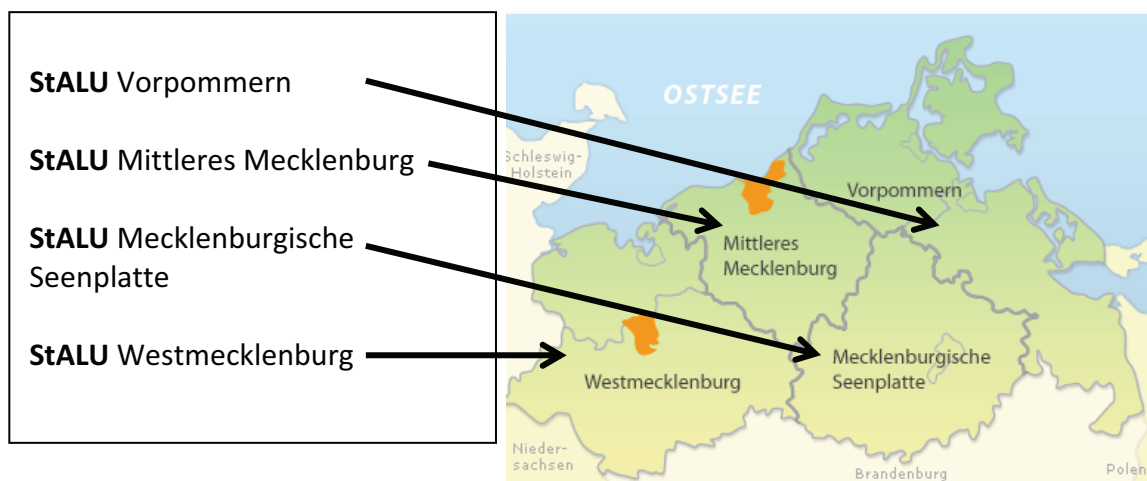 StALU Vorpommern
StALU Mittleres Mecklenburg
StALU Mecklenburgische
Seenplatte
StALU Westmecklenburg
OSTSEE
Schleswig-
Holstein
Vorpommern
Mittleres
Mecklenburg
Mecklenburgische
Seenplatte
Westmecklenburg
Nieder-
sachsen
Brandenburg
Polen